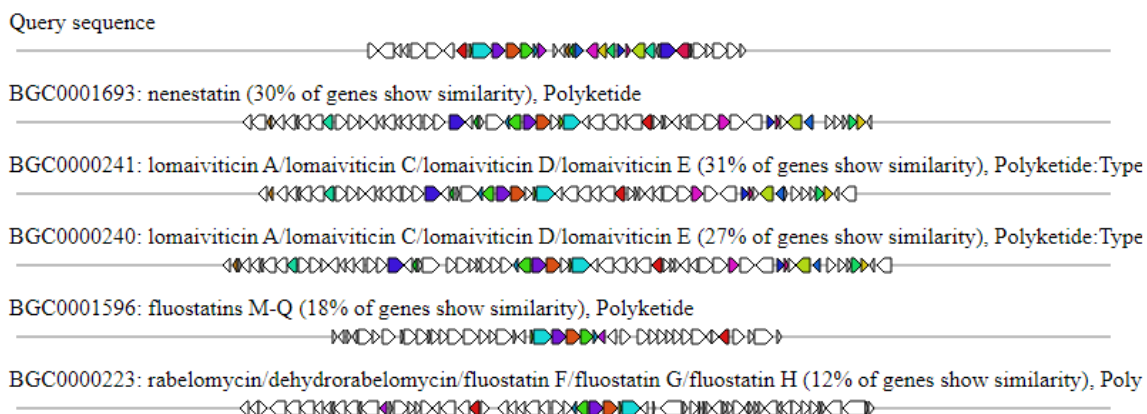 Query sequence
BGC0001693: nenestatin (30% of genes show similarity), Polyketide
BGC0000241: lomaiviticin A/lomaiviticin C/lomaiviticin D/lomaiviticin E (31% of genes show similarity), Polyketide:Type
BGC0000240: lomaiviticin A/lomaiviticin C/lomaiviticin D/lomaiviticin E (27% of genes show similarity), Polyketide:Type
BGC0001596: fluostatins M-Q (18% of genes show similarity), Polyketide
BGC0000223: rabelomycin/dehydrorabelomycin/fluostatin F/fluostatin G/fluostatin H (12% of genes show similarity), Poly